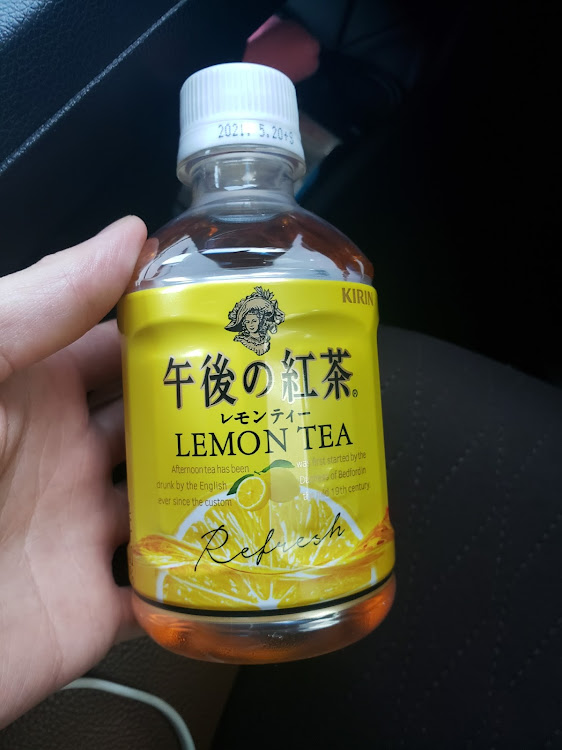 2021. 5.20+S
KIRIN
午後の紅茶®
レモンティー
LEMON TEA
Afternoon tea has been
drunk by the English
ever since the custom
was first started by the
of Bedford in
19th century.
Refresh